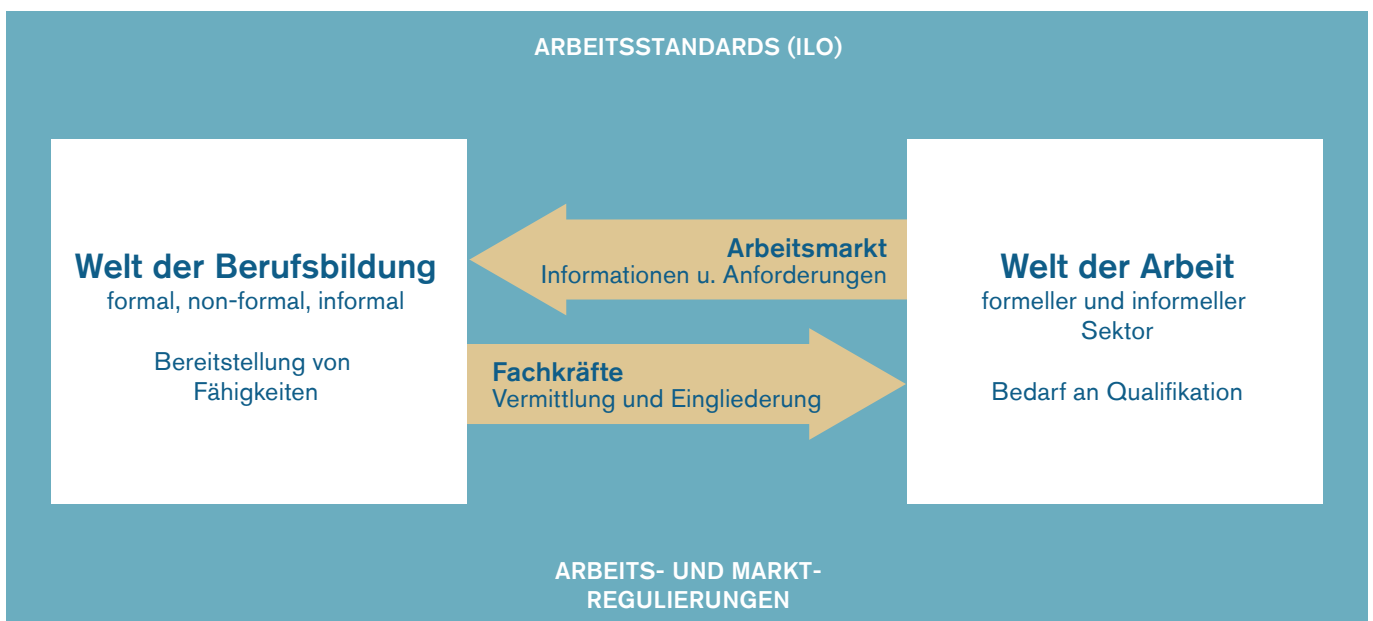 ARBEITSSTANDARDS (ILO)
Welt der Berufsbildung
formal, non-formal, informal
Bereitstellung von
Fähigkeiten
Arbeitsmarkt
Informationen u. Anforderungen
Fachkräfte
Vermittlung und Eingliederung
Welt der Arbeit
formeller und informeller
Sektor
Bedarf an Qualifikation
ARBEITS- UND MARKT-
REGULIERUNGEN